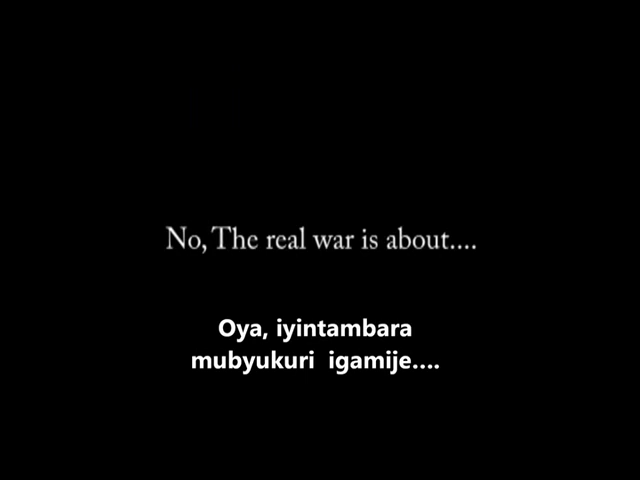 No, The real war is about....
Oya, iyintambara
mubyukuri  igamije....